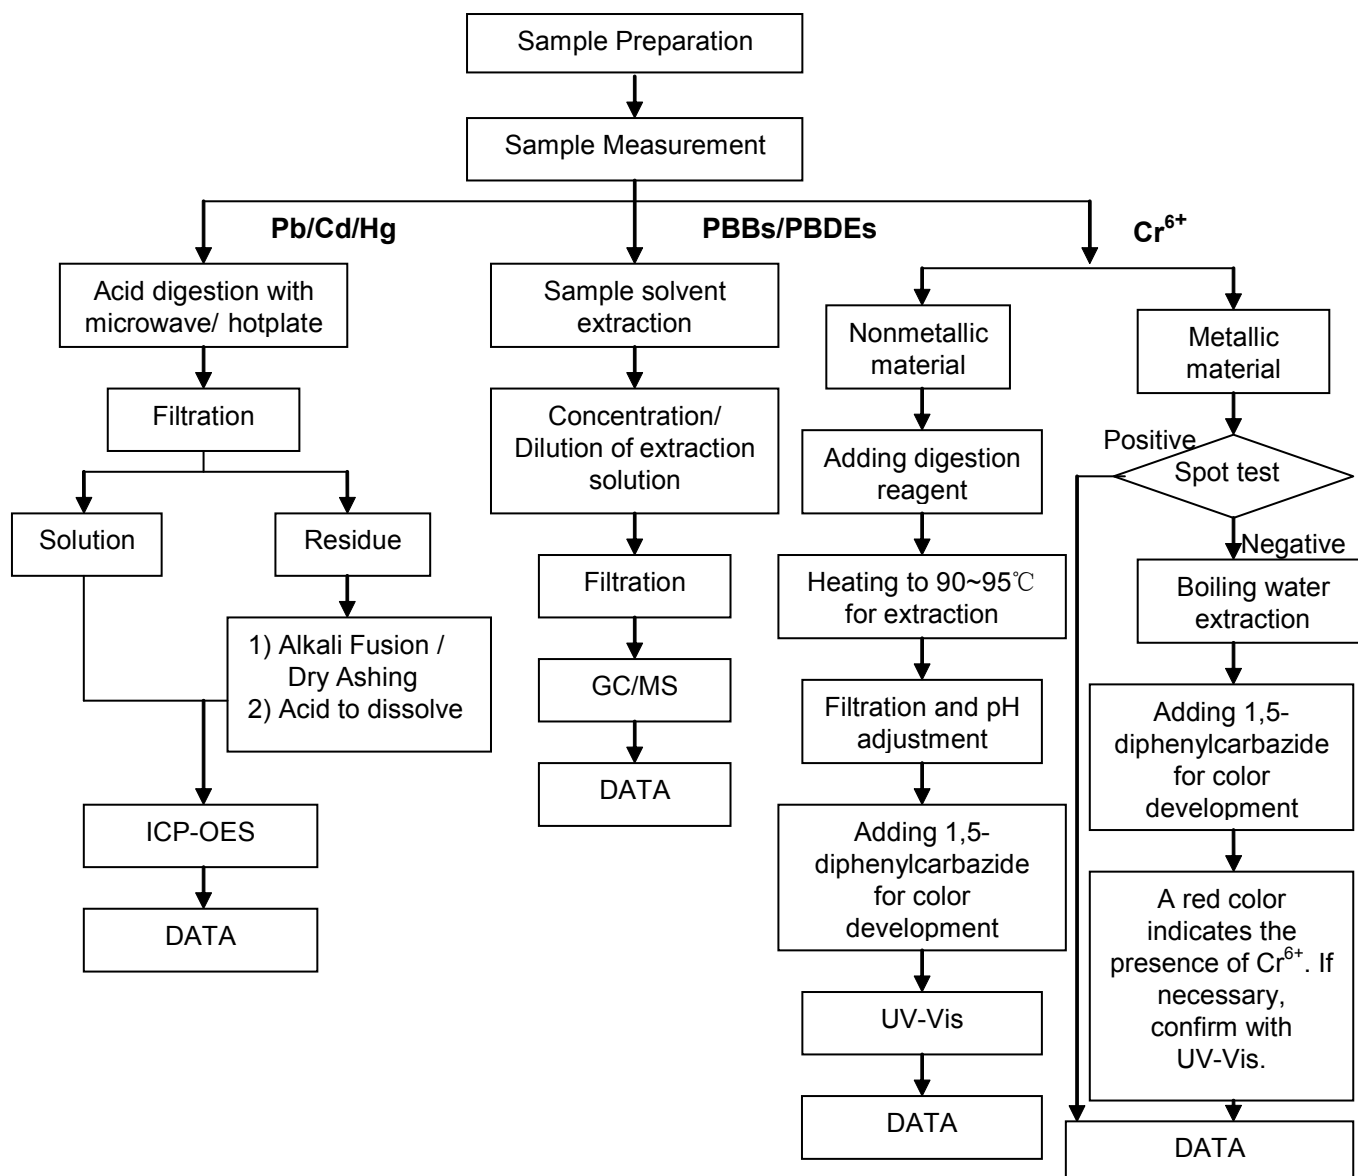 Sample Preparation
Sample Measurement
Pb/Cd/Hg
PBBs/PBDEs
Cr⁶⁺
Acid digestion with
microwave/ hotplate
Filtration
Solution
Residue
1) Alkali Fusion /
Dry Ashing
2) Acid to dissolve
ICP-OES
DATA
Sample solvent
extraction
Concentration/
Dilution of extraction
solution
Filtration
GC/MS
DATA
Nonmetallic
material
Adding digestion
reagent
Heating to 90~95℃
for extraction
Filtration and pH
adjustment
Adding 1,5-
diphenylcarbazide
for color
development
UV-Vis
DATA
Metallic
material
Positive
Spot test
Negative
Boiling water
extraction
Adding 1,5-
diphenylcarbazide
for color
development
A red color
indicates the
presence of Cr⁶⁺. If
necessary,
confirm with
UV-Vis.
DATA